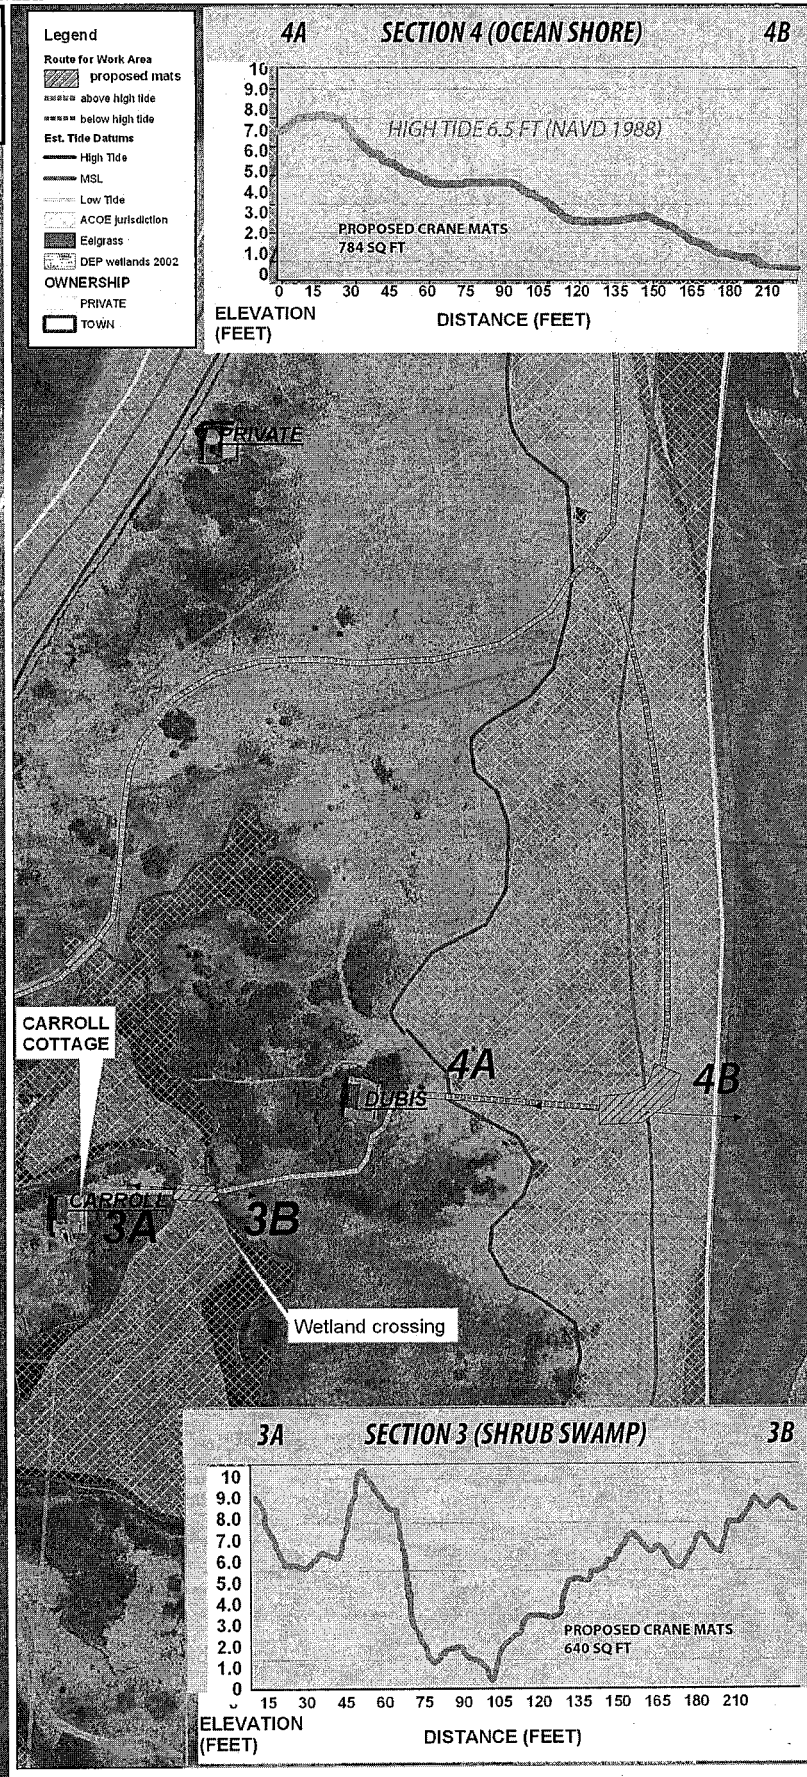 Legend
Route for Work Area
proposed mats
above high tide
below high tide
Est. Tide Datums
High Tide
MSL
Low Tide
ACOE jurisdiction
Eelgrass
DEP wetlands 2002
OWNERSHIP
PRIVATE
TOWN
4A SECTION 4 (OCEAN SHORE) 4B
10
9.0
8.0
7.0
6.0
5.0
4.0
3.0
2.0
1.0
0
HIGH TIDE 6.5 FT (NAVD 1988)
PROPOSED CRANE MATS
784 SQ FT
0 15 30 45 60 75 90 105 120 135 150 165 180 210
ELEVATION
(FEET)
DISTANCE (FEET)
PRIVATE
CARROLL
COTTAGE
4A
4B
DUBIS
CARROLL
3A
3B
Wetland crossing
3A SECTION 3 (SHRUB SWAMP) 3B
10
9.0
8.0
7.0
6.0
5.0
4.0
3.0
2.0
1.0
0
PROPOSED CRANE MATS
640 SQ FT
15 30 45 60 75 90 105 120 135 145 165 180 210
ELEVATION
(FEET)
DISTANCE (FEET)